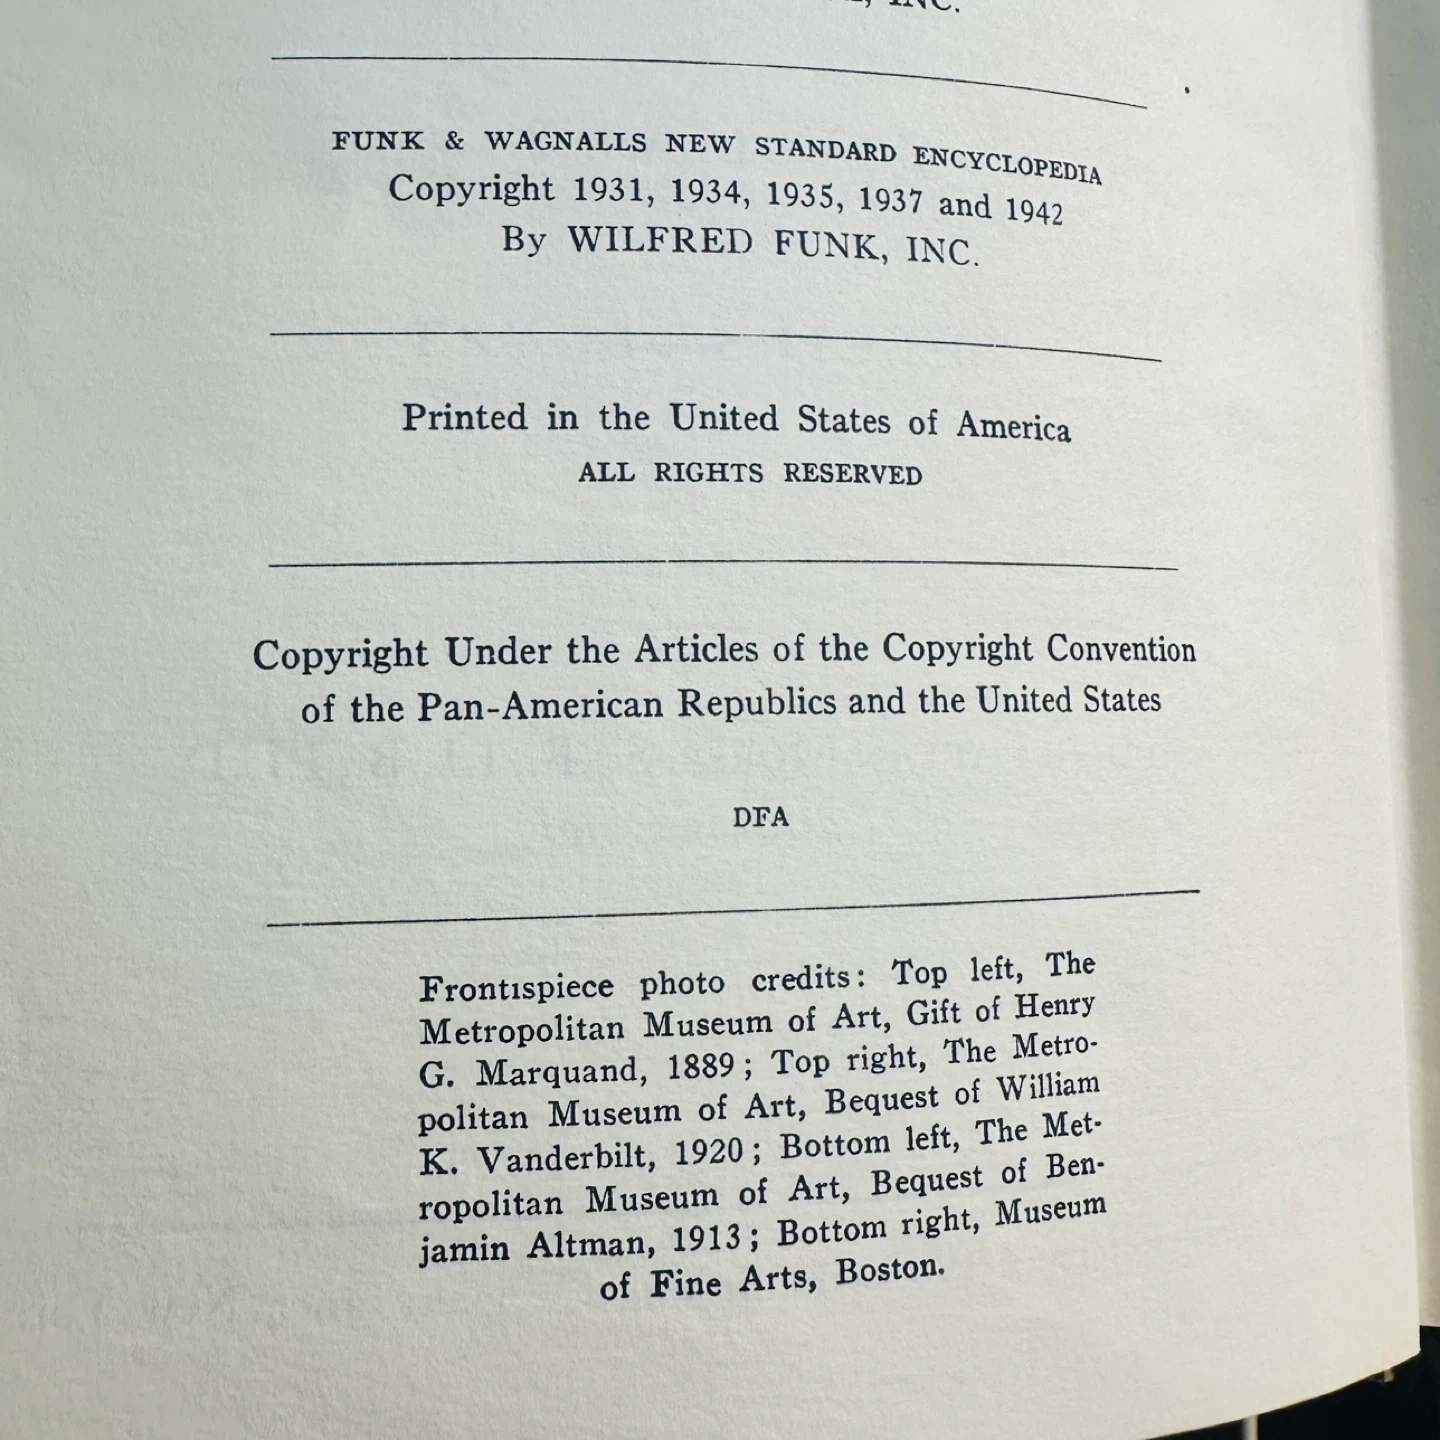 INC.
FUNK & WAGNALLS NEW STANDARD ENCYCLOPEDIA
Copyright 1931, 1934, 1935, 1937 and 1942
By WILFRED FUNK, INC.
Printed in the United States of America
ALL RIGHTS RESERVED
Copyright Under the Articles of the Copyright Convention
of the Pan-American Republics and the United States
DFA
Frontispiece photo credits: Top left, The
Metropolitan Museum of Art, Gift of Henry
G. Marquand, 1889; Top right, The Metro-
politan Museum of Art, Bequest of William
K. Vanderbilt, 1920; Bottom left, The Met-
ropolitan Museum of Art, Bequest of Ben-
jamin Altman, 1913; Bottom right, Museum
of Fine Arts, Boston.